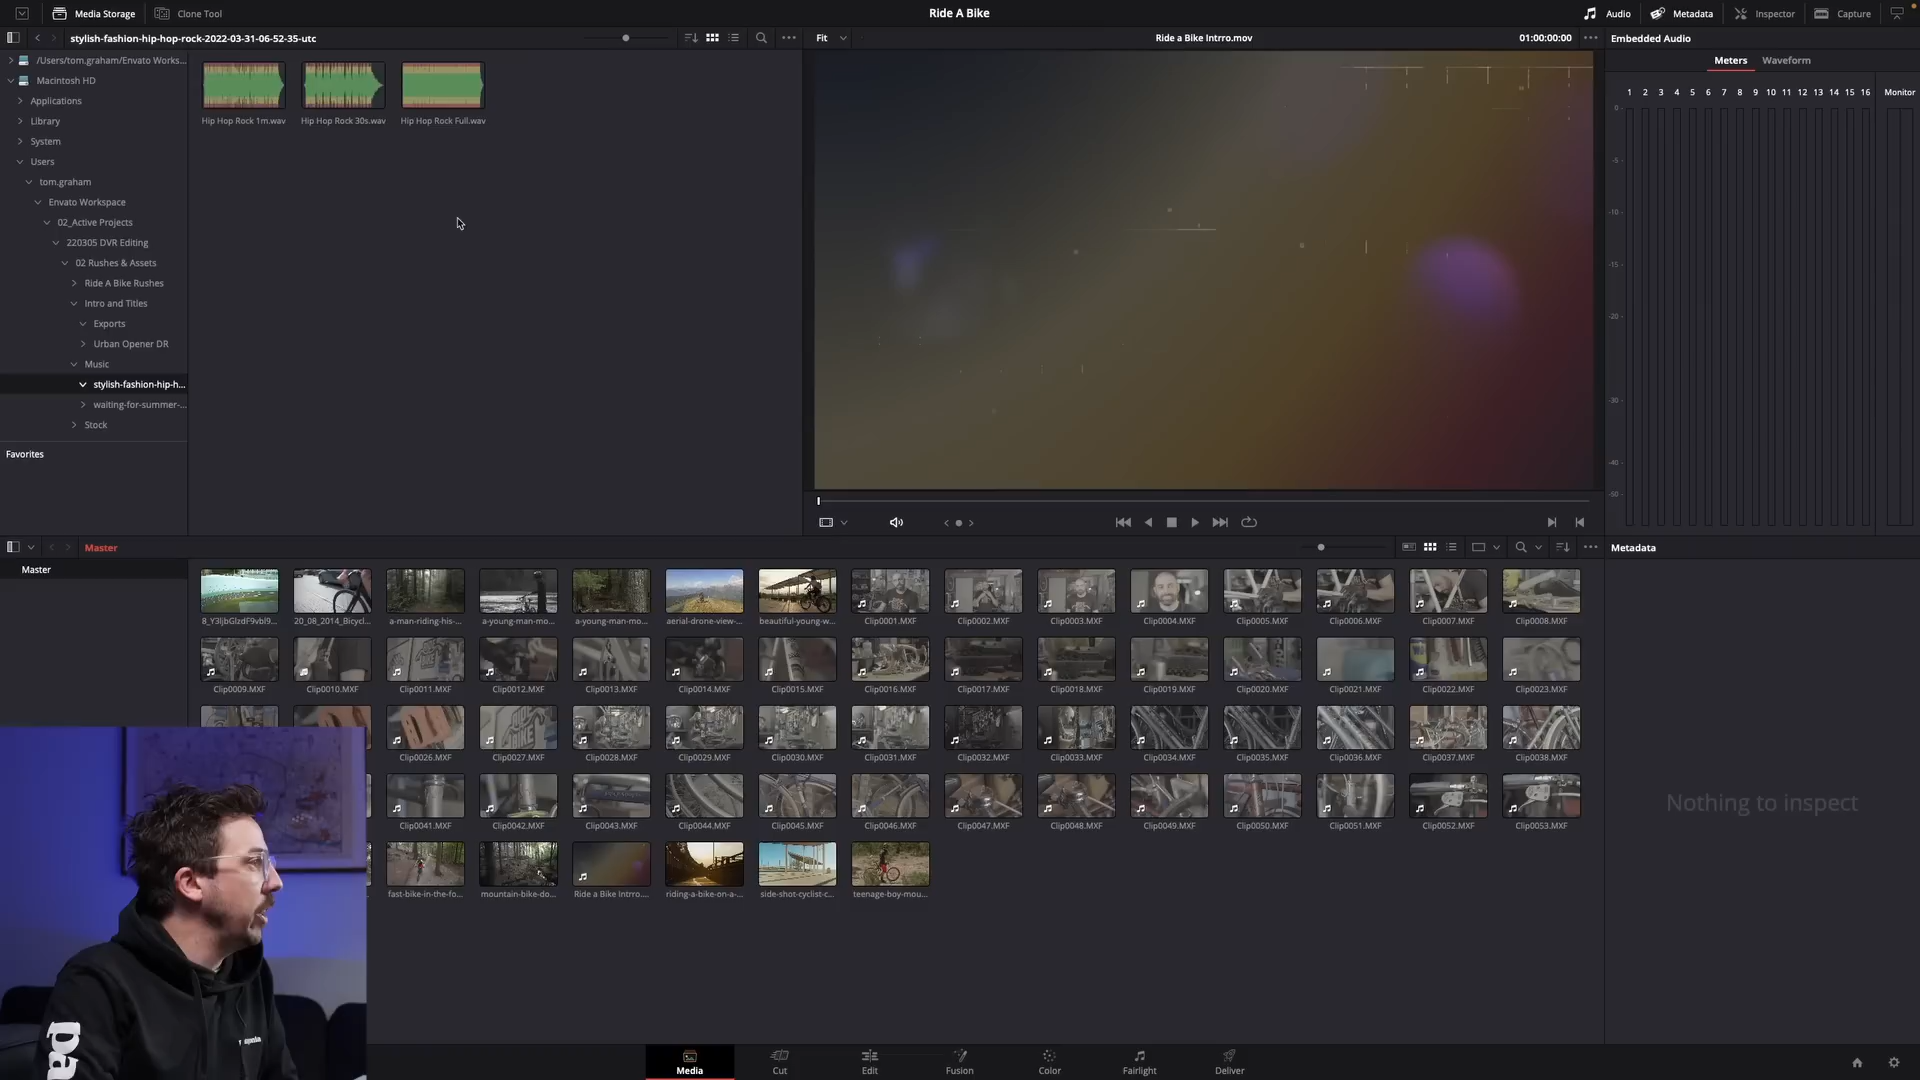 Media Storage
Clone Tool
Ride A Bike
Audio
Metadata
Inspector
Capture
stylish-fashion-hip-hop-rock-2022-03-31-06-52-35-utc
Fit
Ride a Bike Intrro.mov
01:00:00:00
Embedded Audio
/Users/tom.graham/Envato Works...
Macintosh HD
Applications
Library
System
Users
tom.graham
Envato Workspace
02_Active Projects
220305 DVR Editing
02 Rushes & Assets
Ride A Bike Rushes
Intro and Titles
Exports
Urban Opener DR
Music
stylish-fashion-hip-h...
waiting-for-summer-...
Stock
Favorites
Hip Hop Rock 1m.wav
Hip Hop Rock 30s.wav
Hip Hop Rock Full.wav
Meters
Waveform
1 2 3 4 5 6 7 8 9 10 11 12 13 14 15 16
Monitor
0
-5
-10
-15
-20
-30
-40
-50
Master
Master
Metadata
Nothing to inspect
8_Y3ljbGlzdF9vbl9... 20_08_2014_Bicycl... a-man-riding-his-... a-young-man-mo... a-young-man-mo... aerial-drone-view-... beautiful-young-w... Clip0001.MXF Clip0002.MXF Clip0003.MXF Clip0004.MXF Clip0005.MXF Clip0006.MXF Clip0007.MXF Clip0008.MXF
Clip0009.MXF Clip0010.MXF Clip0011.MXF Clip0012.MXF Clip0013.MXF Clip0014.MXF Clip0015.MXF Clip0016.MXF Clip0017.MXF Clip0018.MXF Clip0019.MXF Clip0020.MXF Clip0021.MXF Clip0022.MXF Clip0023.MXF
Clip0026.MXF Clip0027.MXF Clip0028.MXF Clip0029.MXF Clip0030.MXF Clip0031.MXF Clip0032.MXF Clip0033.MXF Clip0034.MXF Clip0035.MXF Clip0036.MXF Clip0037.MXF Clip0038.MXF
Clip0041.MXF Clip0042.MXF Clip0043.MXF Clip0044.MXF Clip0045.MXF Clip0046.MXF Clip0047.MXF Clip0048.MXF Clip0049.MXF Clip0050.MXF Clip0051.MXF Clip0052.MXF Clip0053.MXF
fast-bike-in-the-fo... mountain-bike-do... Ride a Bike Intrro.... riding-a-bike-on-a-... side-shot-cyclist-c... teenage-boy-mou...
pa
Media
Cut
Edit
Fusion
Color
Fairlight
Deliver